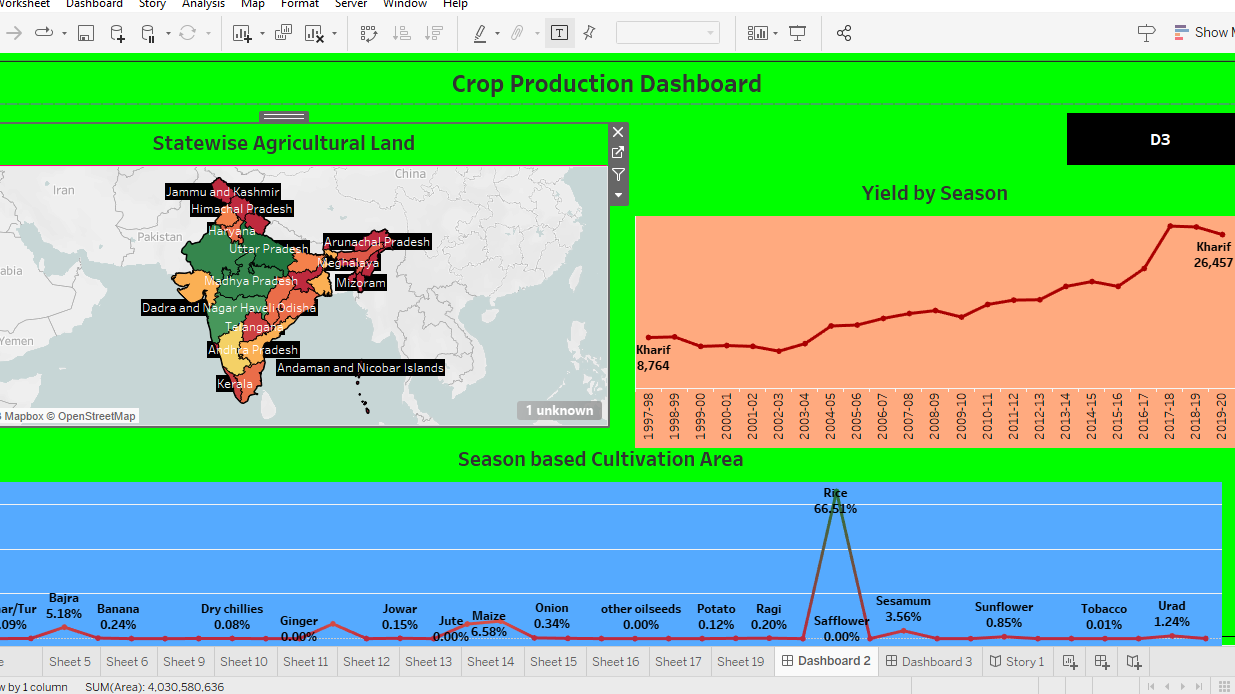 Worksheet Dashboard Story Analysis Map Format Server Window Help
T
Show M
Crop Production Dashboard
Statewise Agricultural Land
D3
Yield by Season
Iran
China
Pakistan
abia
Yemen
Jammu and Kashmir
Himachal Pradesh
Haryana
Uttar Pradesh
Arunachal Pradesh
Meghalaya
Madhya Pradesh
Mizoram
Dadra and Nagar Haveli
Odisha
Telangana
Andhra Pradesh
Andaman and Nicobar Islands
Kerala
Mapbox © OpenStreetMap
1 unknown
Kharif
26,457
Kharif
8,764
1997-98 1998-99 1999-00 2000-01 2001-02 2002-03 2003-04 2004-05 2005-06 2006-07 2007-08 2008-09 2009-10 2010-11 2011-12 2012-13 2013-14 2014-15 2015-16 2016-17 2017-18 2018-19 2019-20
Season based Cultivation Area
ar/Tur
.09%
Bajra
5.18%
Banana
0.24%
Dry chillies
0.08%
Ginger
0.00%
Jowar
0.15%
Jute
0.00%
Maize
6.58%
Onion
0.34%
other oilseeds
0.00%
Potato
0.12%
Ragi
0.20%
Rice
66.51%
Safflower
0.00%
Sesamum
3.56%
Sunflower
0.85%
Tobacco
0.01%
Urad
1.24%
e Sheet 5 Sheet 6 Sheet 9 Sheet 10 Sheet 11 Sheet 12 Sheet 13 Sheet 14 Sheet 15 Sheet 16 Sheet 17 Sheet 19 Dashboard 2 Dashboard 3 Story 1
w by 1 column SUM(Area): 4,030,580,636